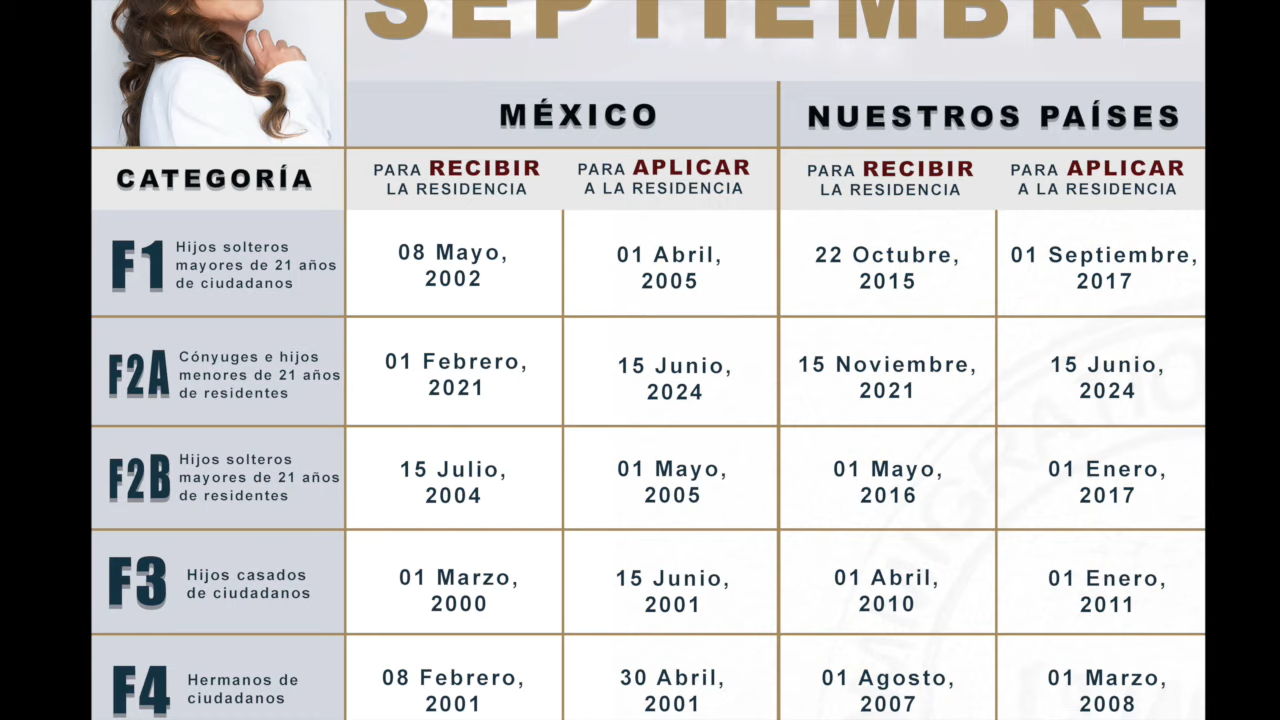 SEPTIEMBRE
MÉXICO
NUESTROS PAÍSES
CATEGORÍA
PARA RECIBIR
LA RESIDENCIA
PARA APLICAR
A LA RESIDENCIA
PARA RECIBIR
LA RESIDENCIA
PARA APLICAR
A LA RESIDENCIA
F1
Hijos solteros
mayores de 21 años
de ciudadanos
08 Mayo,
2002
01 Abril,
2005
22 Octubre,
2015
01 Septiembre,
2017
F2A
Cónyuges e hijos
menores de 21 años
de residentes
01 Febrero,
2021
15 Junio,
2024
15 Noviembre,
2021
15 Junio,
2024
F2B
Hijos solteros
mayores de 21 años
de residentes
15 Julio,
2004
01 Mayo,
2005
01 Mayo,
2016
01 Enero,
2017
F3
Hijos casados
de ciudadanos
01 Marzo,
2000
15 Junio,
2001
01 Abril,
2010
01 Enero,
2011
F4
Hermanos de
ciudadanos
08 Febrero,
2001
30 Abril,
2001
01 Agosto,
2007
01 Marzo,
2008